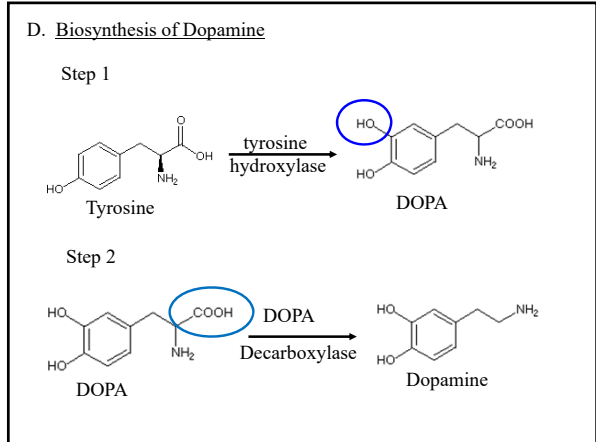 D. Biosynthesis of Dopamine
Step 1
O
OH
NH₂
HO
Tyrosine
tyrosine
hydroxylase
HO
COOH
NH₂
HO
DOPA
Step 2
HO
COOH
HO
NH₂
DOPA
DOPA
Decarboxylase
HO
NH₂
HO
Dopamine